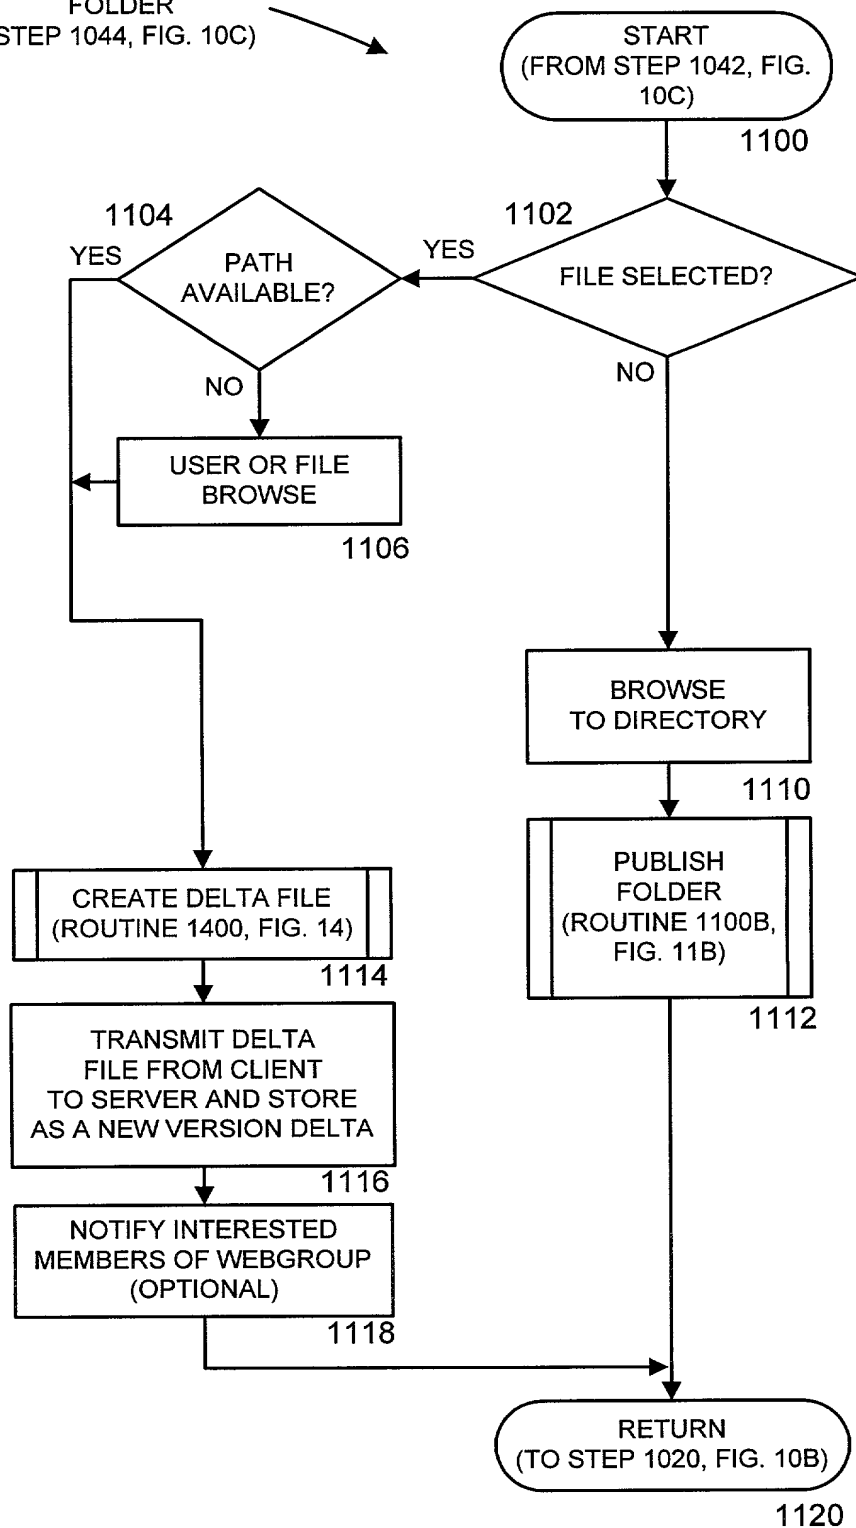 FOLDER
STEP 1044, FIG. 10C)
START
(FROM STEP 1042, FIG.
10C)
1100
1104
1102
YES
YES
PATH
AVAILABLE?
FILE SELECTED?
NO
NO
USER OR FILE
BROWSE
1106
BROWSE
TO DIRECTORY
1110
PUBLISH
FOLDER
(ROUTINE 1100B,
FIG. 11B)
1112
CREATE DELTA FILE
(ROUTINE 1400, FIG. 14)
1114
TRANSMIT DELTA
FILE FROM CLIENT
TO SERVER AND STORE
AS A NEW VERSION DELTA
1116
NOTIFY INTERESTED
MEMBERS OF WEBGROUP
(OPTIONAL)
1118
RETURN
(TO STEP 1020, FIG. 10B)
1120